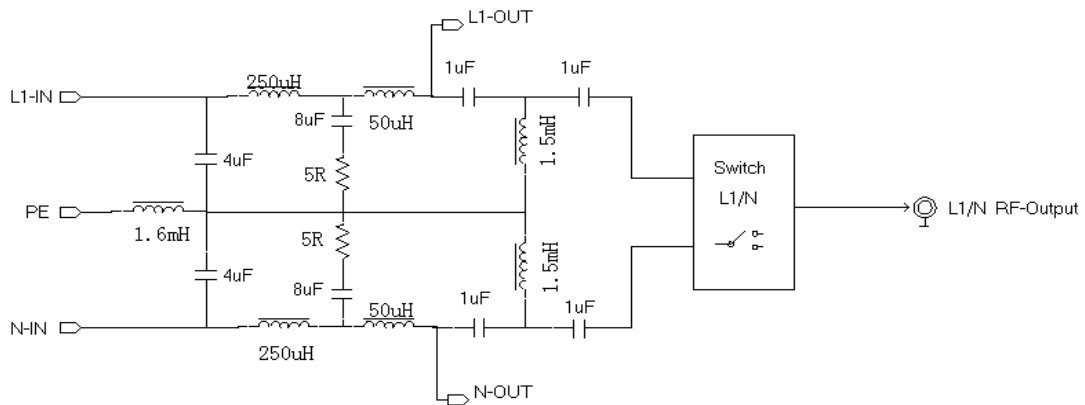 L1-OUT
1uF
1uF
250uH
L1-IN
8uF
50uH
1.5mH
4uF
5R
Switch
L1/N
PE
L1/N RF-Output
1.6mH
5R
1.5mH
4uF
8uF
50uH
1uF
1uF
N-IN
250uH
N-OUT